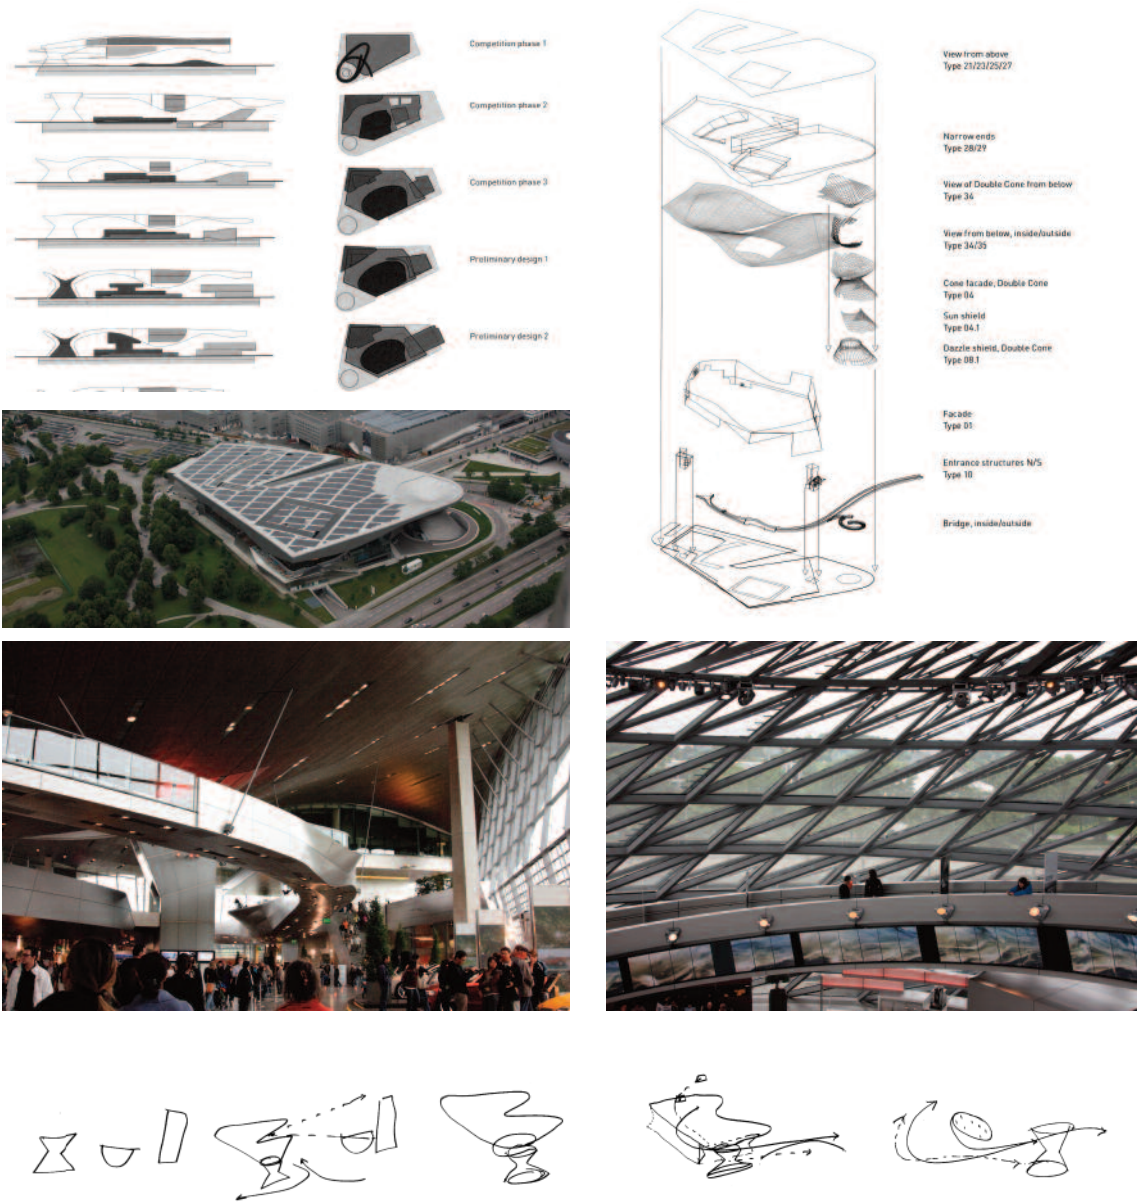 Competition phase 1
Competition phase 2
Competition phase 3
Preliminary design 1
Preliminary design 2
View from above
Type 21/23/25/27
Narrow ends
Type 28/29
View of Double Cone from below
Type 34
View from below, inside/outside
Type 34/35
Cone facade, Double Cone
Type 04
Sun shield
Type 04.1
Dazzle shield, Double Cone
Type 08.1
Facade
Type 01
Entrance structures N/S
Type 10
Bridge, inside/outside